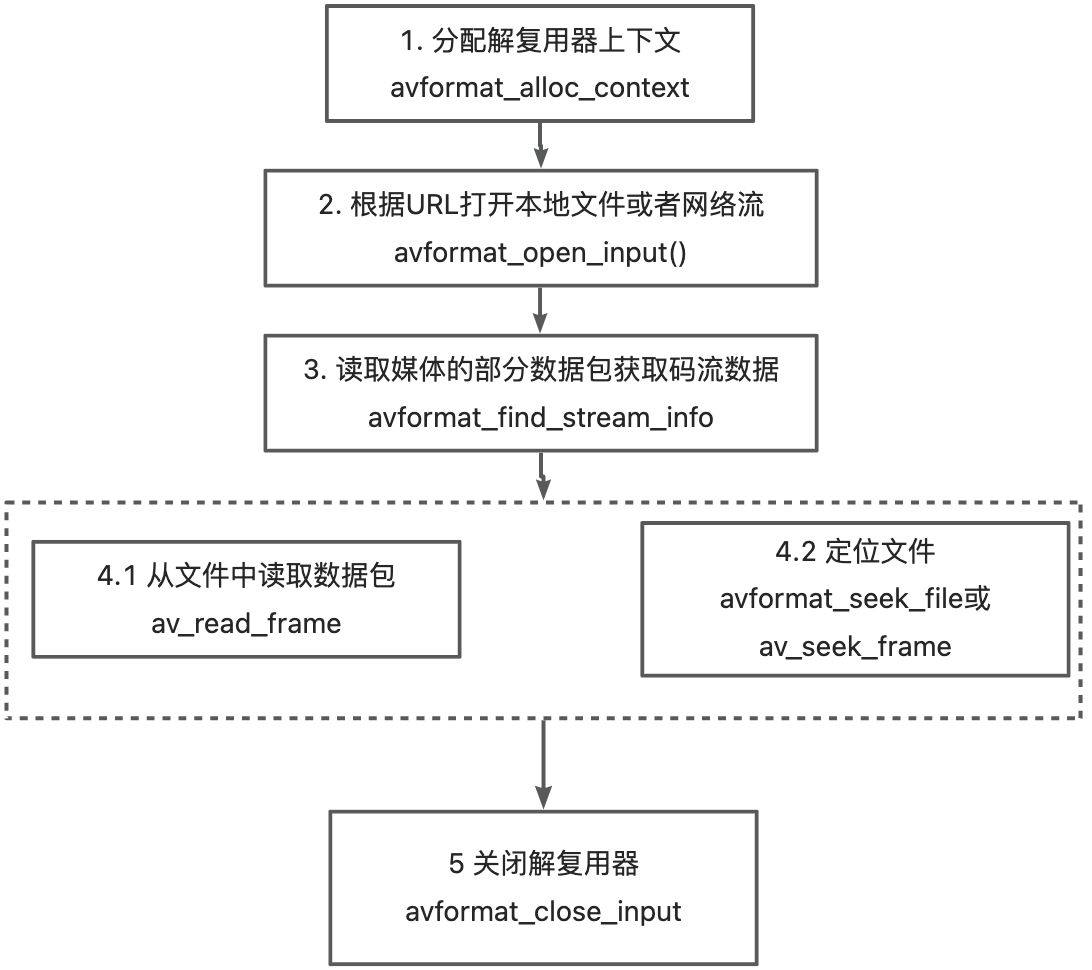 1. 分配解复用器上下文
avformat_alloc_context
2. 根据URL打开本地文件或者网络流
avformat_open_input()
3. 读取媒体的部分数据包获取码流数据
avformat_find_stream_info
4.1 从文件中读取数据包
av_read_frame
4.2 定位文件
avformat_seek_file或
av_seek_frame
5 关闭解复用器
avformat_close_input